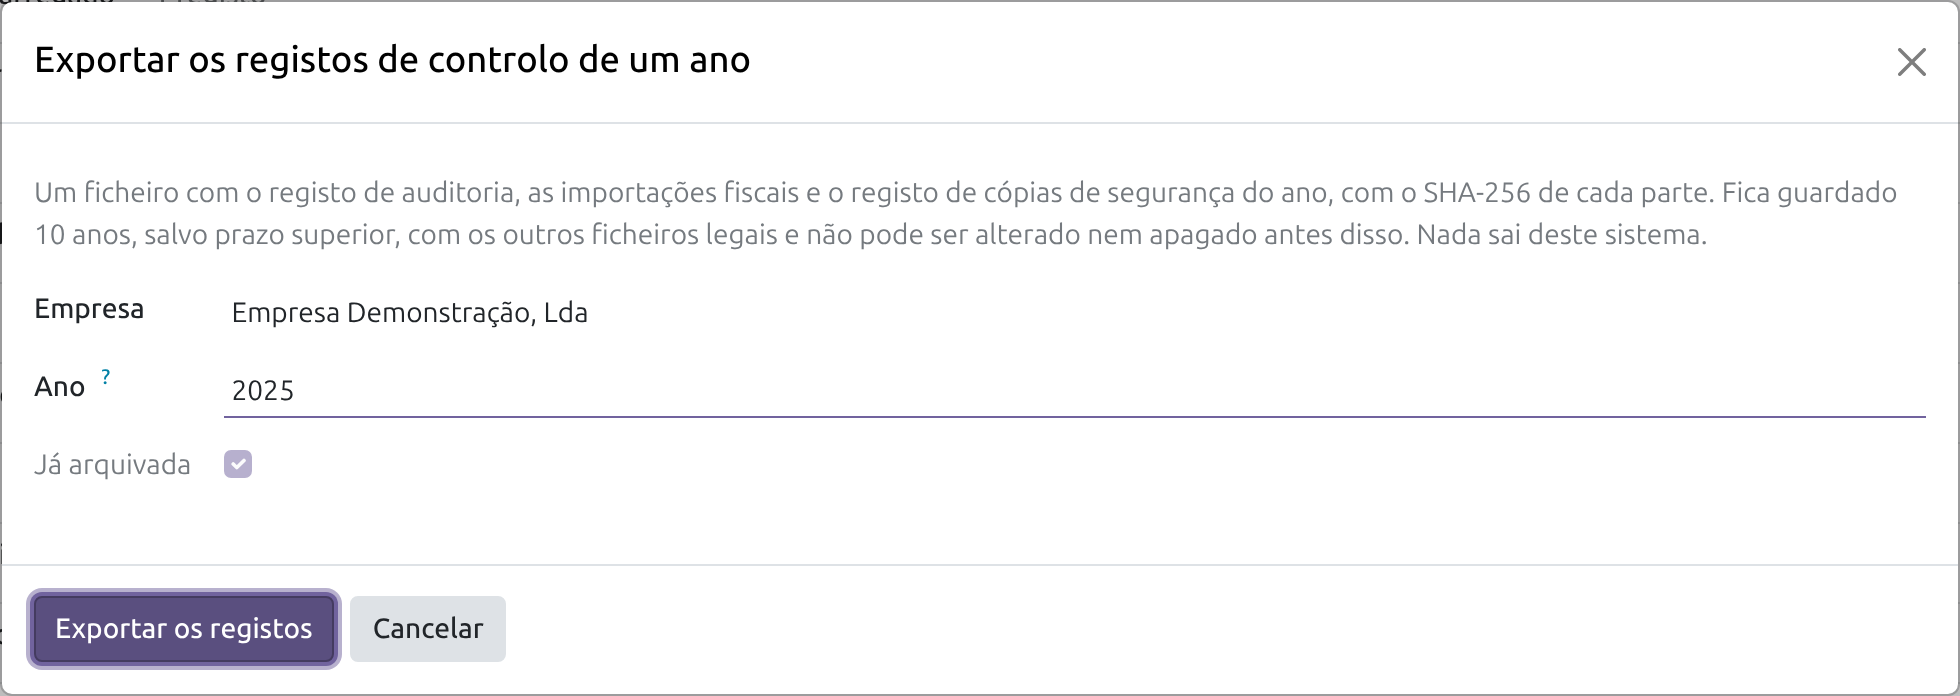 Exportar os registos de controlo de um ano
Um ficheiro com o registo de auditoria, as importações fiscais e o registo de cópias de segurança do ano, com o SHA-256 de cada parte. Fica guardado
10 anos, salvo prazo superior, com os outros ficheiros legais e não pode ser alterado nem apagado antes disso. Nada sai deste sistema.
Empresa Empresa Demonstração, Lda
Ano ? 2025
Já arquivada
Exportar os registos Cancelar